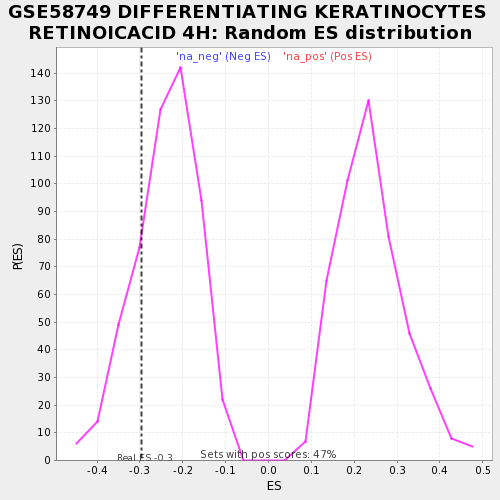 GSE58749 DIFFERENTIATING KERATINOCYTES
RETINOICACID 4H: Random ES distribution
'na_neg' (Neg ES) 'na_pos' (Pos ES)
140
130
120
110
100
90
80
70
60
50
40
30
20
10
0
P(ES)
Real ES -0.3
Sets with pos scores: 47%
-0.4 -0.3 -0.2 -0.1 0.0 0.1 0.2 0.3 0.4 0.5
ES